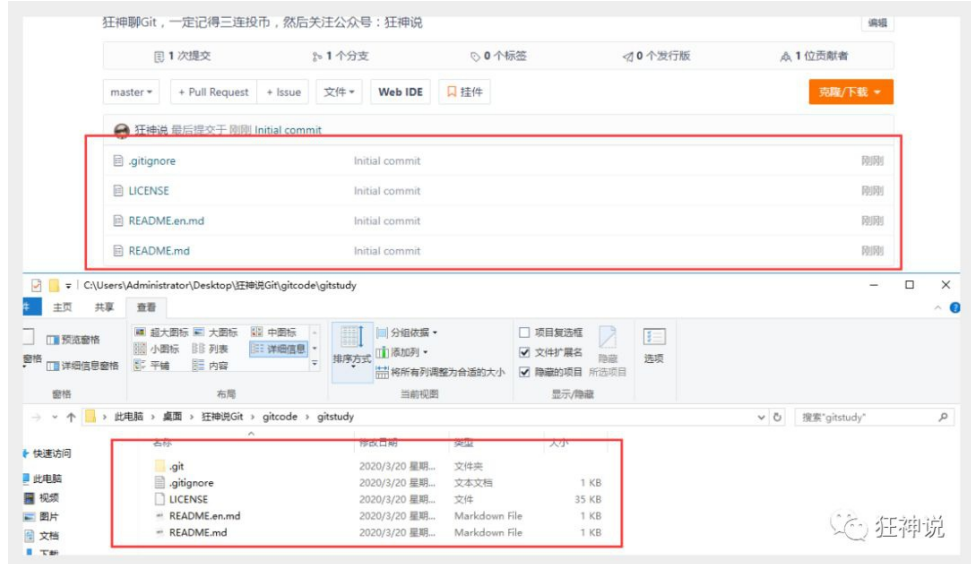 狂神聊Git，一定记得三连投币，然后关注公众号：狂神说 编辑
1 次提交 1 个分支 0 个标签 0 个发行版 1 位贡献者
master + Pull Request + Issue 文件 Web IDE 挂件 克隆/下载
狂神说 最后提交于 刚刚 Initial commit
.gitignore Initial commit 刚刚
LICENSE Initial commit 刚刚
README.en.md Initial commit 刚刚
README.md Initial commit 刚刚
C:\Users\Administrator\Desktop\狂神说Git\gitcode\gitstudy
主页 共享 查看
预览窗格 超大图标 大图标 中图标 分组依据 项目复选框
小图标 列表 详细信息 添加列 文件扩展名
窗格 详细信息窗格 平铺 内容 排序方式 将所有列调整为合适的大小 隐藏的项目 隐藏 所选项目 选项
窗格 布局 当前视图 显示/隐藏
此电脑 › 桌面 › 狂神说Git › gitcode › gitstudy 搜索"gitstudy"
名称 修改日期 类型 大小
快速访问
.git 2020/3/20 星期... 文件夹
此电脑
.gitignore 2020/3/20 星期... 文本文档 1 KB
视频
LICENSE 2020/3/20 星期... 文件 35 KB
图片
README.en.md 2020/3/20 星期... Markdown File 1 KB
文档
README.md 2020/3/20 星期... Markdown File 1 KB
下载
狂神说